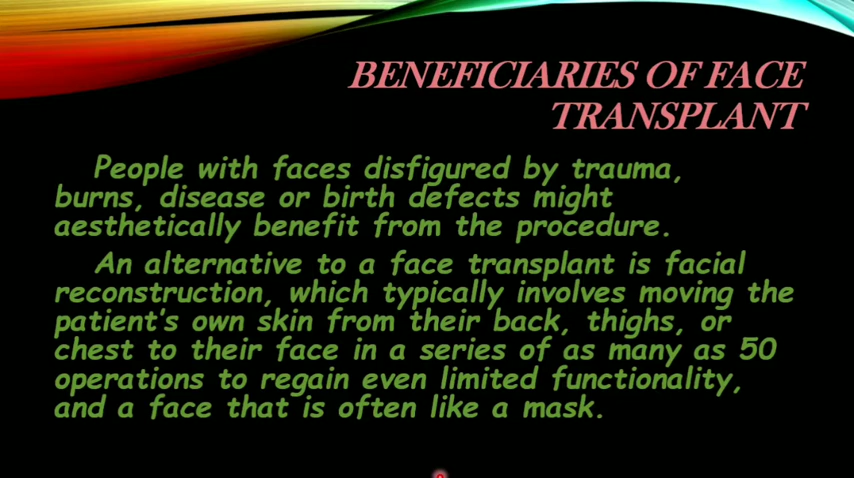 BENEFICIARIES OF FACE
TRANSPLANT
People with faces disfigured by trauma,
burns, disease or birth defects might
aesthetically benefit from the procedure.
An alternative to a face transplant is facial
reconstruction, which typically involves moving the
patient's own skin from their back, thighs, or
chest to their face in a series of as many as 50
operations to regain even limited functionality,
and a face that is often like a mask.